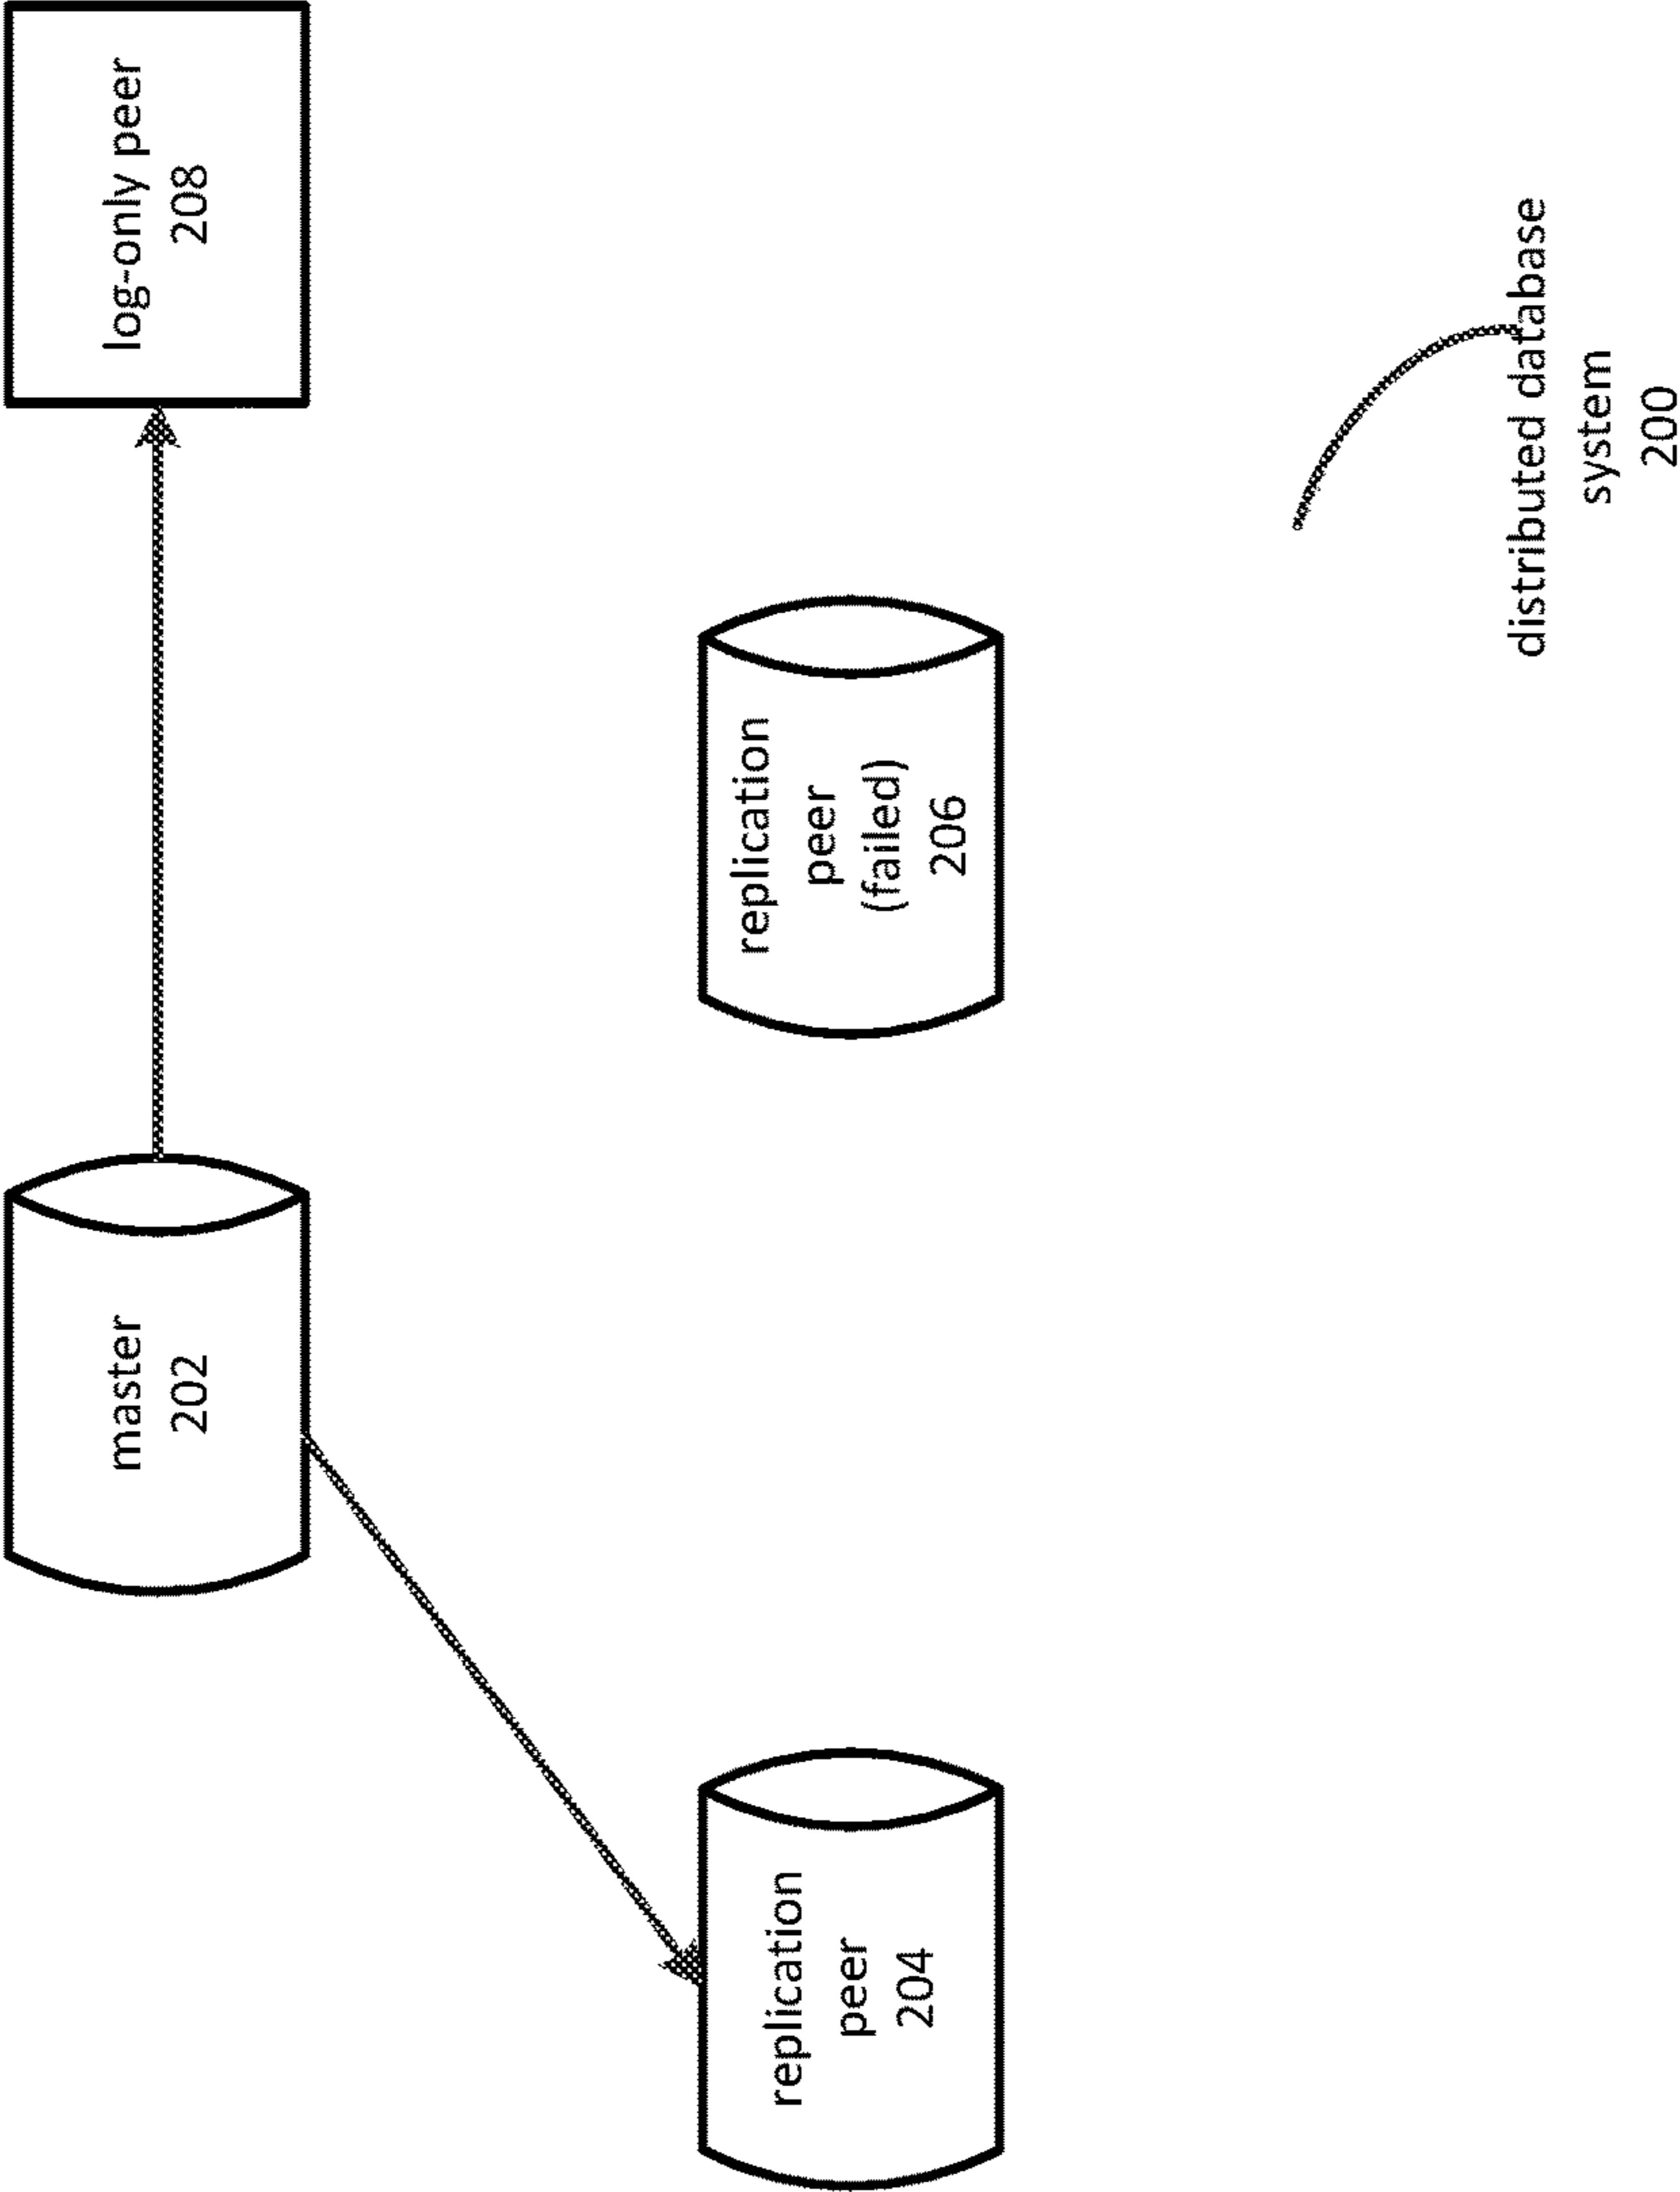 master
202
log-only peer
208
replication
peer
204
replication
peer
(failed)
206
distributed database
system
200